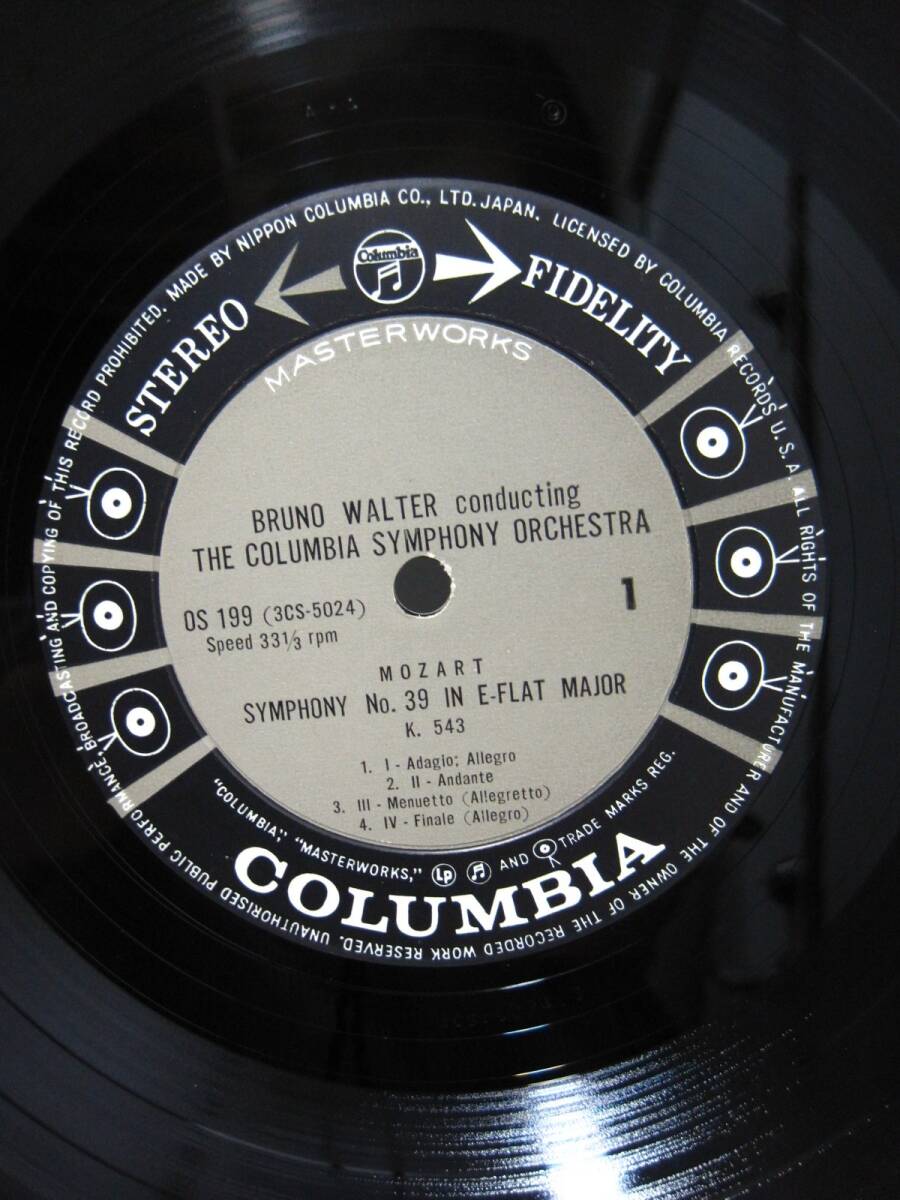 MADE BY NIPPON COLUMBIA CO., LTD. JAPAN. LICENSED BY COLUMBIA RECORDS U.S.A. ALL RIGHTS OF THE MANUFACTURER AND OF THE OWNER OF THE RECORDED WORK RESERVED. UNAUTHORISED PUBLIC PERFORMANCE, BROADCASTING AND COPYING OF THIS RECORD PROHIBITED.
STEREO
Columbia
FIDELITY
MASTERWORKS
BRUNO WALTER conducting
THE COLUMBIA SYMPHONY ORCHESTRA
OS 199 (3CS-5024)
1
Speed 33 1/3 rpm
MOZART
SYMPHONY No. 39 IN E-FLAT MAJOR
K. 543
1. I - Adagio; Allegro
2. II - Andante
3. III - Menuetto (Allegretto)
4. IV - Finale (Allegro)
"COLUMBIA," "MASTERWORKS," Lp AND TRADE MARKS REG.
COLUMBIA